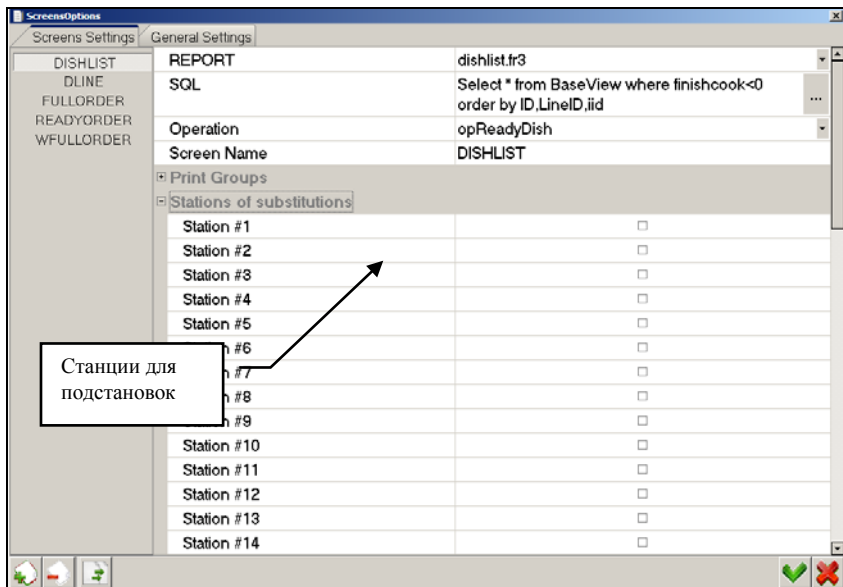 ScreensOptions
Screens Settings General Settings
DISHLIST
DLINE
FULLORDER
READYORDER
WFULLORDER
REPORT dishlist.fr3
SQL Select * from BaseView where finishcook<0
order by ID,LineID,iid ...
Operation opReadyDish
Screen Name DISHLIST
Print Groups
Stations of substitutions
Station #1
Station #2
Station #3
Station #4
Station #5
#6
#7
#8
#9
Station #10
Station #11
Station #12
Station #13
Station #14
Станции для
подстановок